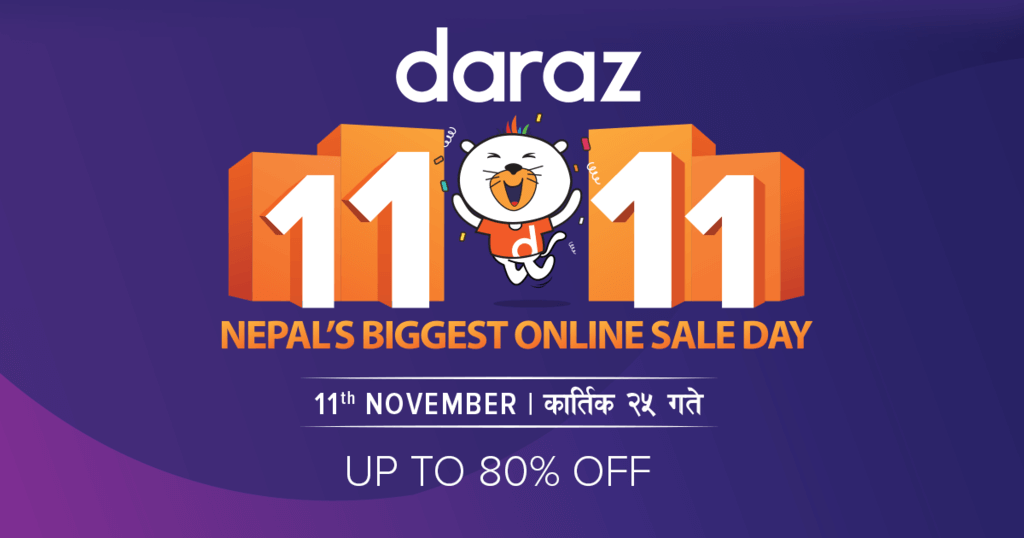 daraz
11 11
d
NEPAL'S BIGGEST ONLINE SALE DAY
11th NOVEMBER | कार्तिक २५ गते
UP TO 80% OFF